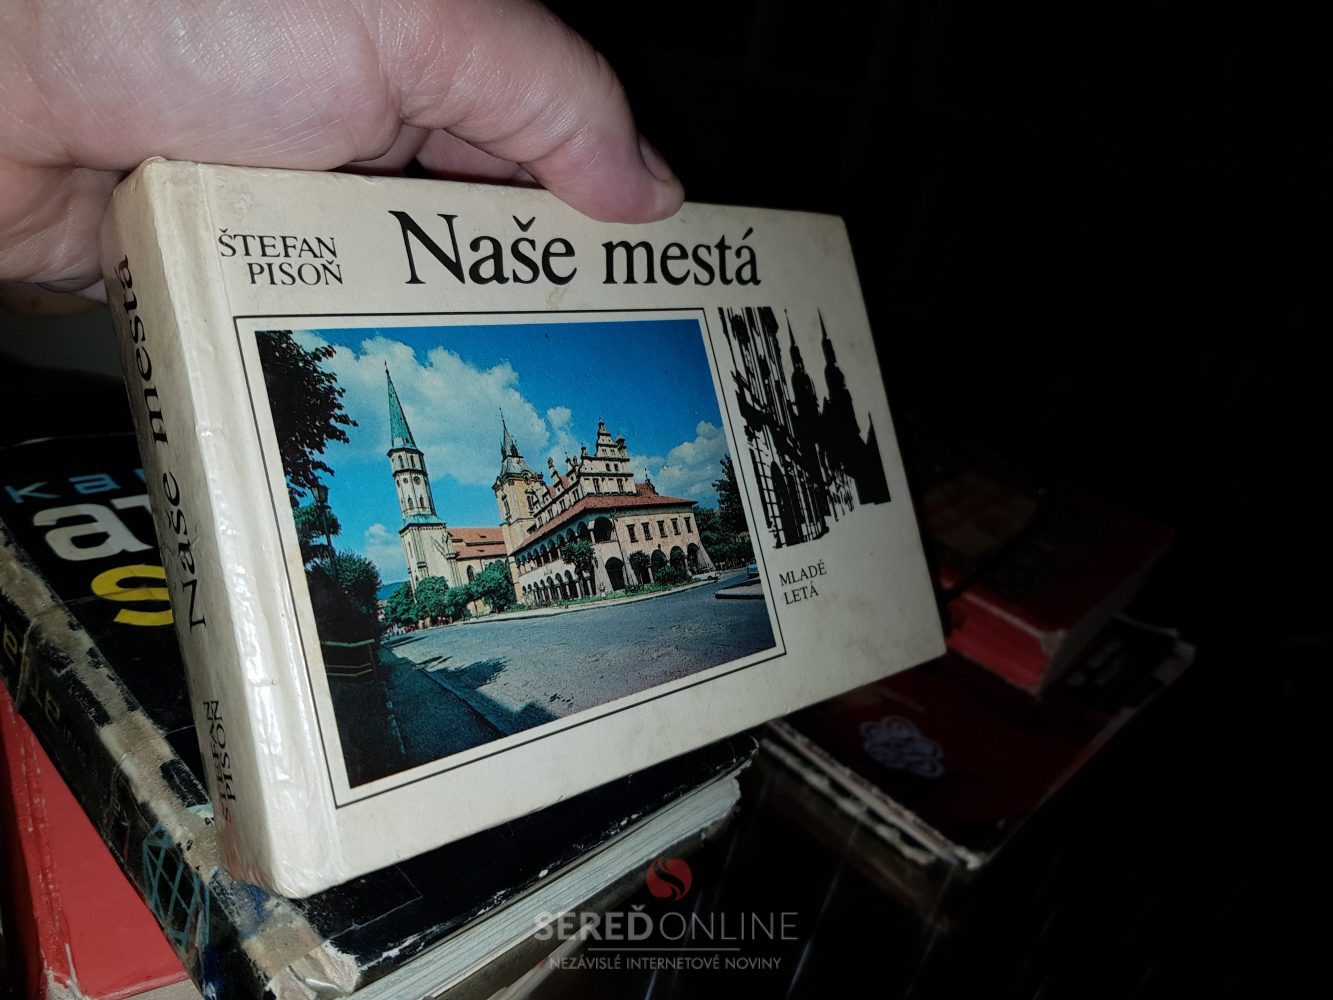 ŠTEFAN
PISOŇ
Naše mestá
MLADÉ
LETÁ
Naše mestá
ŠTEFAN
PISOŇ
SEREĎONLINE
NEZÁVISLÉ INTERNETOVÉ NOVINY